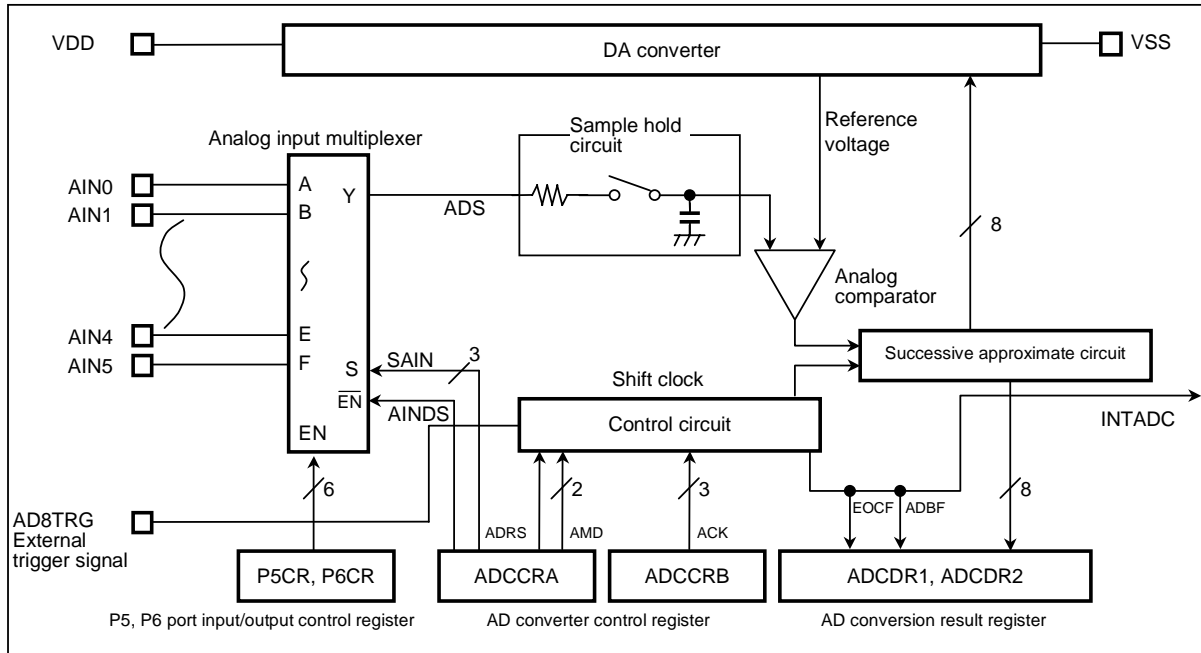 VDD
DA converter
VSS
Analog input multiplexer
Sample hold
circuit
Reference
voltage
AIN0
A
Y
ADS
AIN1
B
8
Analog
comparator
AIN4
E
AIN5
F
S
SAIN
3
Successive approximate circuit
Shift clock
EN
AINDS
Control circuit
INTADC
EN
6
2
3
8
EOCF
ADBF
AD8TRG
External
trigger signal
ADRS
AMD
ACK
P5CR, P6CR
ADCCRA
ADCCRB
ADCDR1, ADCDR2
P5, P6 port input/output control register
AD converter control register
AD conversion result register